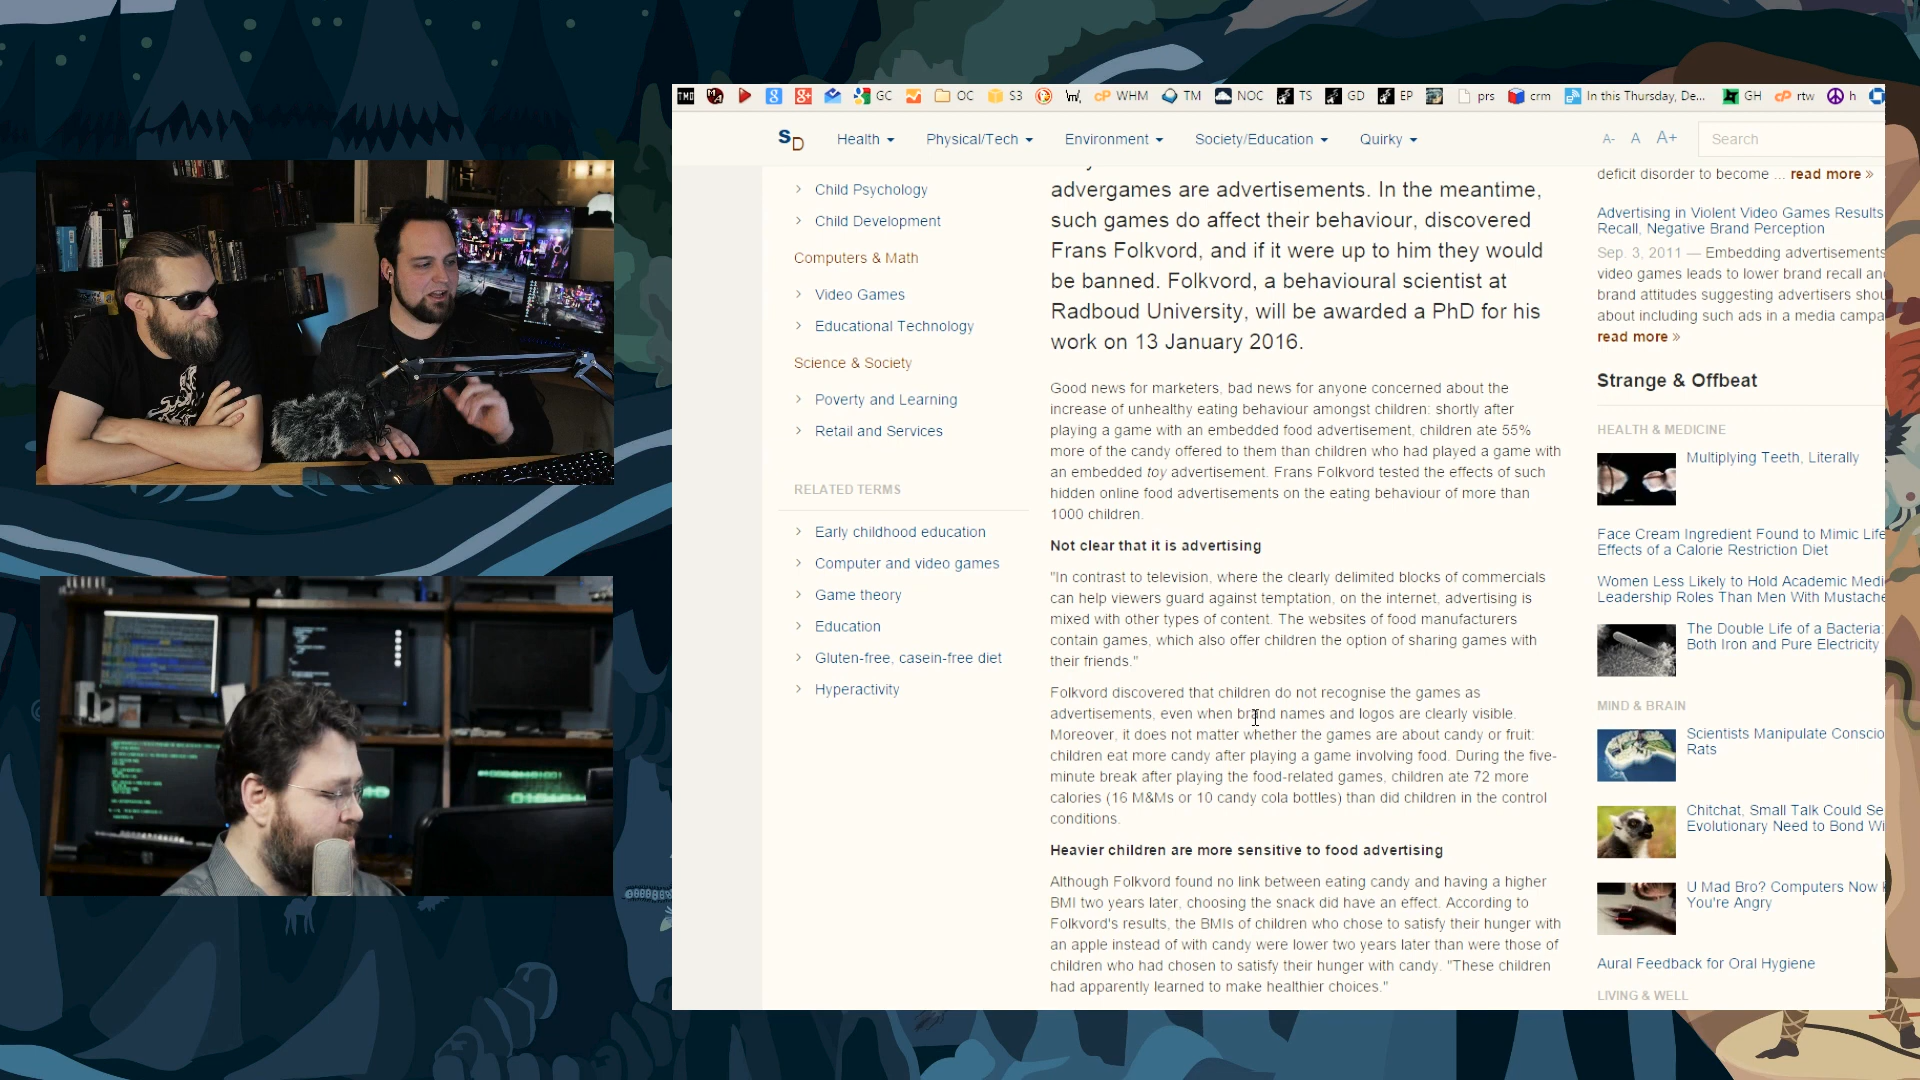 TMD
GC
OC
S3
\m/
WHM
TM
NOC
TS
GD
EP
prs
crm
In this Thursday, De...
GH
rtw
h
SD
Health
Physical/Tech
Environment
Society/Education
Quirky
A-
A
A+
Search
Child Psychology
Child Development
Computers & Math
Video Games
Educational Technology
Science & Society
Poverty and Learning
Retail and Services
RELATED TERMS
Early childhood education
Computer and video games
Game theory
Education
Gluten-free, casein-free diet
Hyperactivity
advergames are advertisements. In the meantime,
such games do affect their behaviour, discovered
Frans Folkvord, and if it were up to him they would
be banned. Folkvord, a behavioural scientist at
Radboud University, will be awarded a PhD for his
work on 13 January 2016.
Good news for marketers, bad news for anyone concerned about the
increase of unhealthy eating behaviour amongst children: shortly after
playing a game with an embedded food advertisement, children ate 55%
more of the candy offered to them than children who had played a game with
an embedded toy advertisement. Frans Folkvord tested the effects of such
hidden online food advertisements on the eating behaviour of more than
1000 children.
Not clear that it is advertising
"In contrast to television, where the clearly delimited blocks of commercials
can help viewers guard against temptation, on the internet, advertising is
mixed with other types of content. The websites of food manufacturers
contain games, which also offer children the option of sharing games with
their friends."
Folkvord discovered that children do not recognise the games as
advertisements, even when brand names and logos are clearly visible.
Moreover, it does not matter whether the games are about candy or fruit:
children eat more candy after playing a game involving food. During the five-
minute break after playing the food-related games, children ate 72 more
calories (16 M&Ms or 10 candy cola bottles) than did children in the control
conditions.
Heavier children are more sensitive to food advertising
Although Folkvord found no link between eating candy and having a higher
BMI two years later, choosing the snack did have an effect. According to
Folkvord's results, the BMIs of children who chose to satisfy their hunger with
an apple instead of with candy were lower two years later than were those of
children who had chosen to satisfy their hunger with candy. "These children
had apparently learned to make healthier choices."
deficit disorder to become ... read more »
Advertising in Violent Video Games Results
Recall, Negative Brand Perception
Sep. 3, 2011 — Embedding advertisements
video games leads to lower brand recall and
brand attitudes suggesting advertisers shou
about including such ads in a media campa
read more »
Strange & Offbeat
HEALTH & MEDICINE
Multiplying Teeth, Literally
Face Cream Ingredient Found to Mimic Life
Effects of a Calorie Restriction Diet
Women Less Likely to Hold Academic Medi
Leadership Roles Than Men With Mustache
The Double Life of a Bacteria:
Both Iron and Pure Electricity
MIND & BRAIN
Scientists Manipulate Conscio
Rats
Chitchat, Small Talk Could Se
Evolutionary Need to Bond Wi
U Mad Bro? Computers Now
You're Angry
Aural Feedback for Oral Hygiene
LIVING & WELL